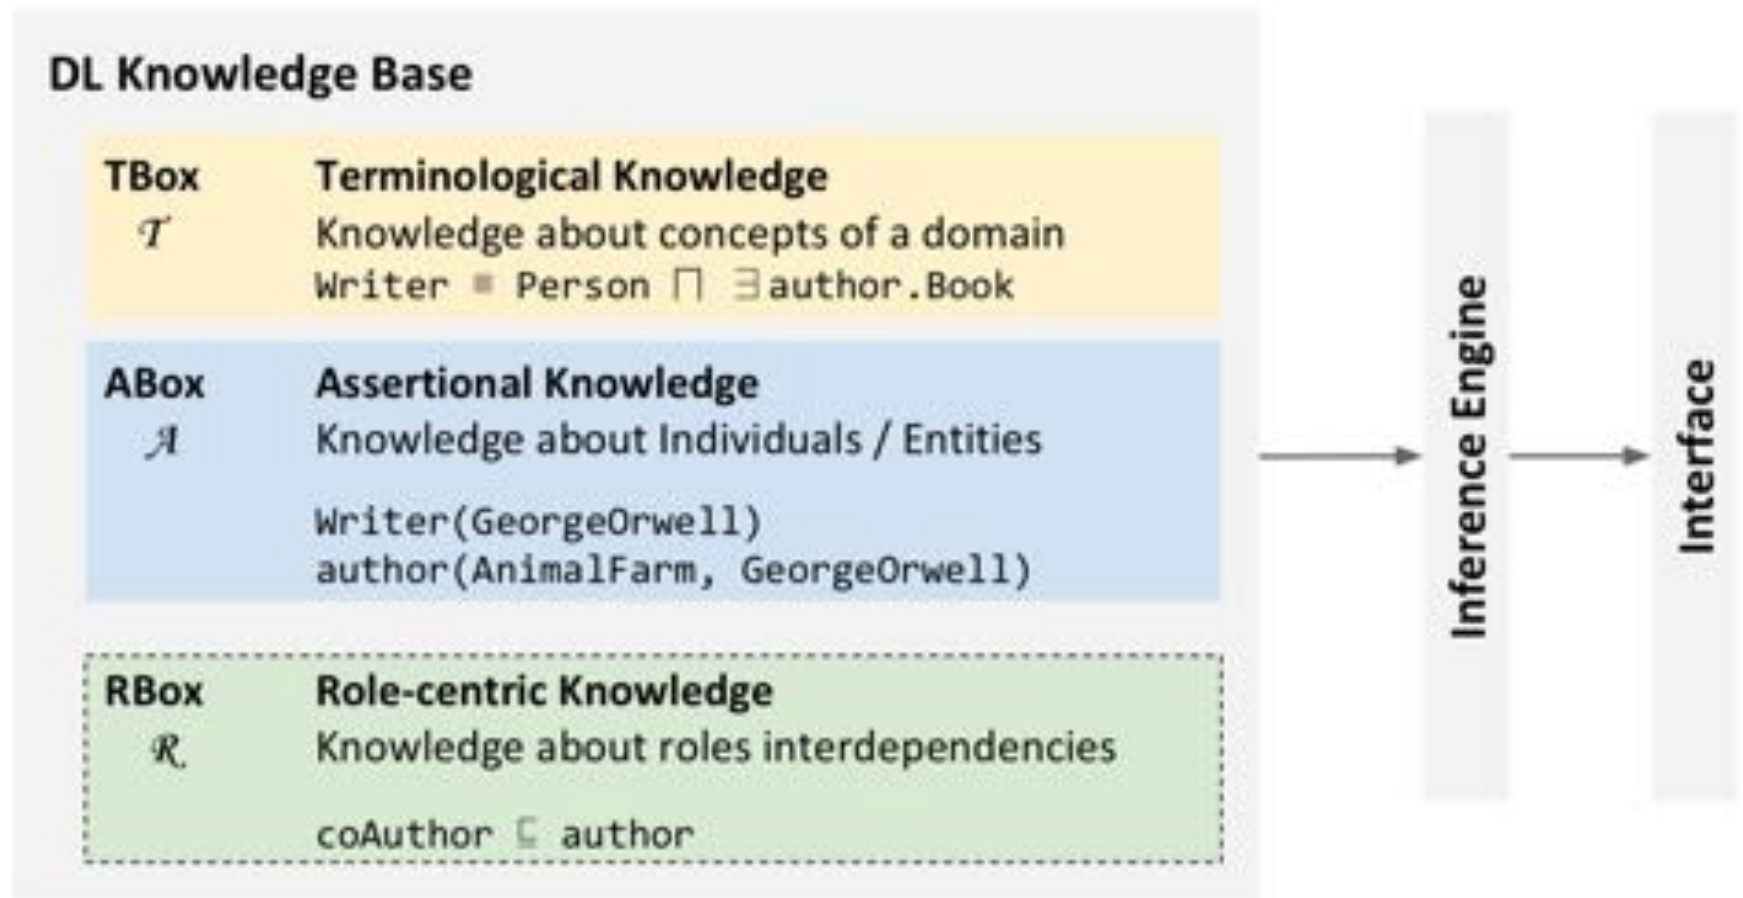 DL Knowledge Base
TBox Terminological Knowledge
𝒯 Knowledge about concepts of a domain
Writer ≡ Person ⊓ ∃author.Book
ABox Assertional Knowledge
𝒜 Knowledge about Individuals / Entities
Writer(GeorgeOrwell)
author(AnimalFarm, GeorgeOrwell)
RBox Role-centric Knowledge
ℛ Knowledge about roles interdependencies
coAuthor ⊑ author
Inference Engine
Interface